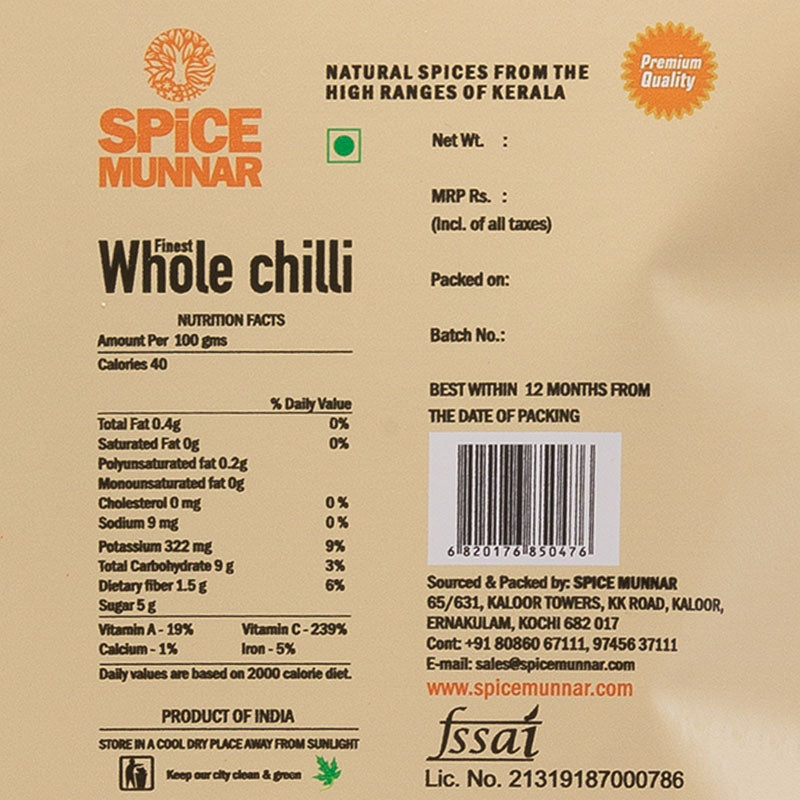 SPiCE
MUNNAR
NATURAL SPICES FROM THE
HIGH RANGES OF KERALA
Premium
Quality
Net Wt. :
MRP Rs. :
(Incl. of all taxes)
Packed on:
Batch No.:
BEST WITHIN 12 MONTHS FROM
THE DATE OF PACKING
Finest
Whole chilli
NUTRITION FACTS
Amount Per 100 gms
Calories 40
% Daily Value
Total Fat 0.4g 0%
Saturated Fat 0g 0%
Polyunsaturated fat 0.2g
Monounsaturated fat 0g
Cholesterol 0 mg 0 %
Sodium 9 mg 0 %
Potassium 322 mg 9%
Total Carbohydrate 9 g 3%
Dietary fiber 1.5 g 6%
Sugar 5 g
Vitamin A - 19% Vitamin C - 239%
Calcium - 1% Iron - 5%
Daily values are based on 2000 calorie diet.
PRODUCT OF INDIA
STORE IN A COOL DRY PLACE AWAY FROM SUNLIGHT
Keep our city clean & green
6 820176 850476
Sourced & Packed by: SPICE MUNNAR
65/631, KALOOR TOWERS, KK ROAD, KALOOR,
ERNAKULAM, KOCHI 682 017
Cont: +91 80860 67111, 97456 37111
E-mail: sales@spicemunnar.com
www.spicemunnar.com
fssai
Lic. No. 21319187000786